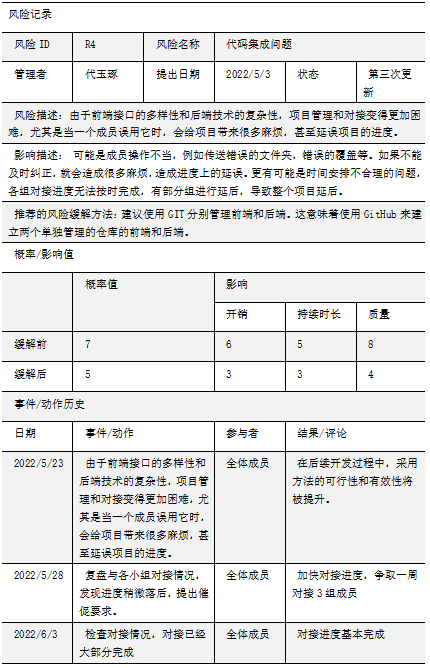 风险记录
风险 ID R4 风险名称 代码集成问题
管理者 代玉琢 提出日期 2022/5/3 状态 第三次更
新
风险描述：由于前端接口的多样性和后端技术的复杂性，项目管理和对接变得更加困
难，尤其是当一个成员误用它时，会给项目带来很多麻烦，甚至延误项目的进度。
影响描述： 可能是成员操作不当，例如传送错误的文件夹，错误的覆盖等。如果不能
及时纠正，就会造成很多麻烦，造成进度上的延误。更有可能是时间安排不合理的问题，
各组对接进度无法按时完成，有部分组进行延后，导致整个项目延后。
推荐的风险缓解方法：建议使用 GIT 分别管理前端和后端。这意味着使用 GitHub 来建
立两个单独管理的仓库的前端和后端。
概率/影响值
概率值 影响
开销 持续时长 质量
缓解前 7 6 5 8
缓解后 5 3 3 4
事件/动作历史
日期 事件/动作 参与者 结果/评论
2022/5/23 由于前端接口的多样性和 全体成员 在后续开发过程中，采用
后端技术的复杂性，项目管 方法的可行性和有效性将
理和对接变得更加困难，尤 被提升。
其是当一个成员误用它时，
会给项目带来很多麻烦，甚
至延误项目的进度。
2022/5/28 复盘与各小组对接情况， 全体成员 加快对接进度，争取一周
发现进度稍微落后，提出催 对接 3 组成员
促要求。
2022/6/3 检查对接情况，对接已经 全体成员 对接进度基本完成
大部分完成